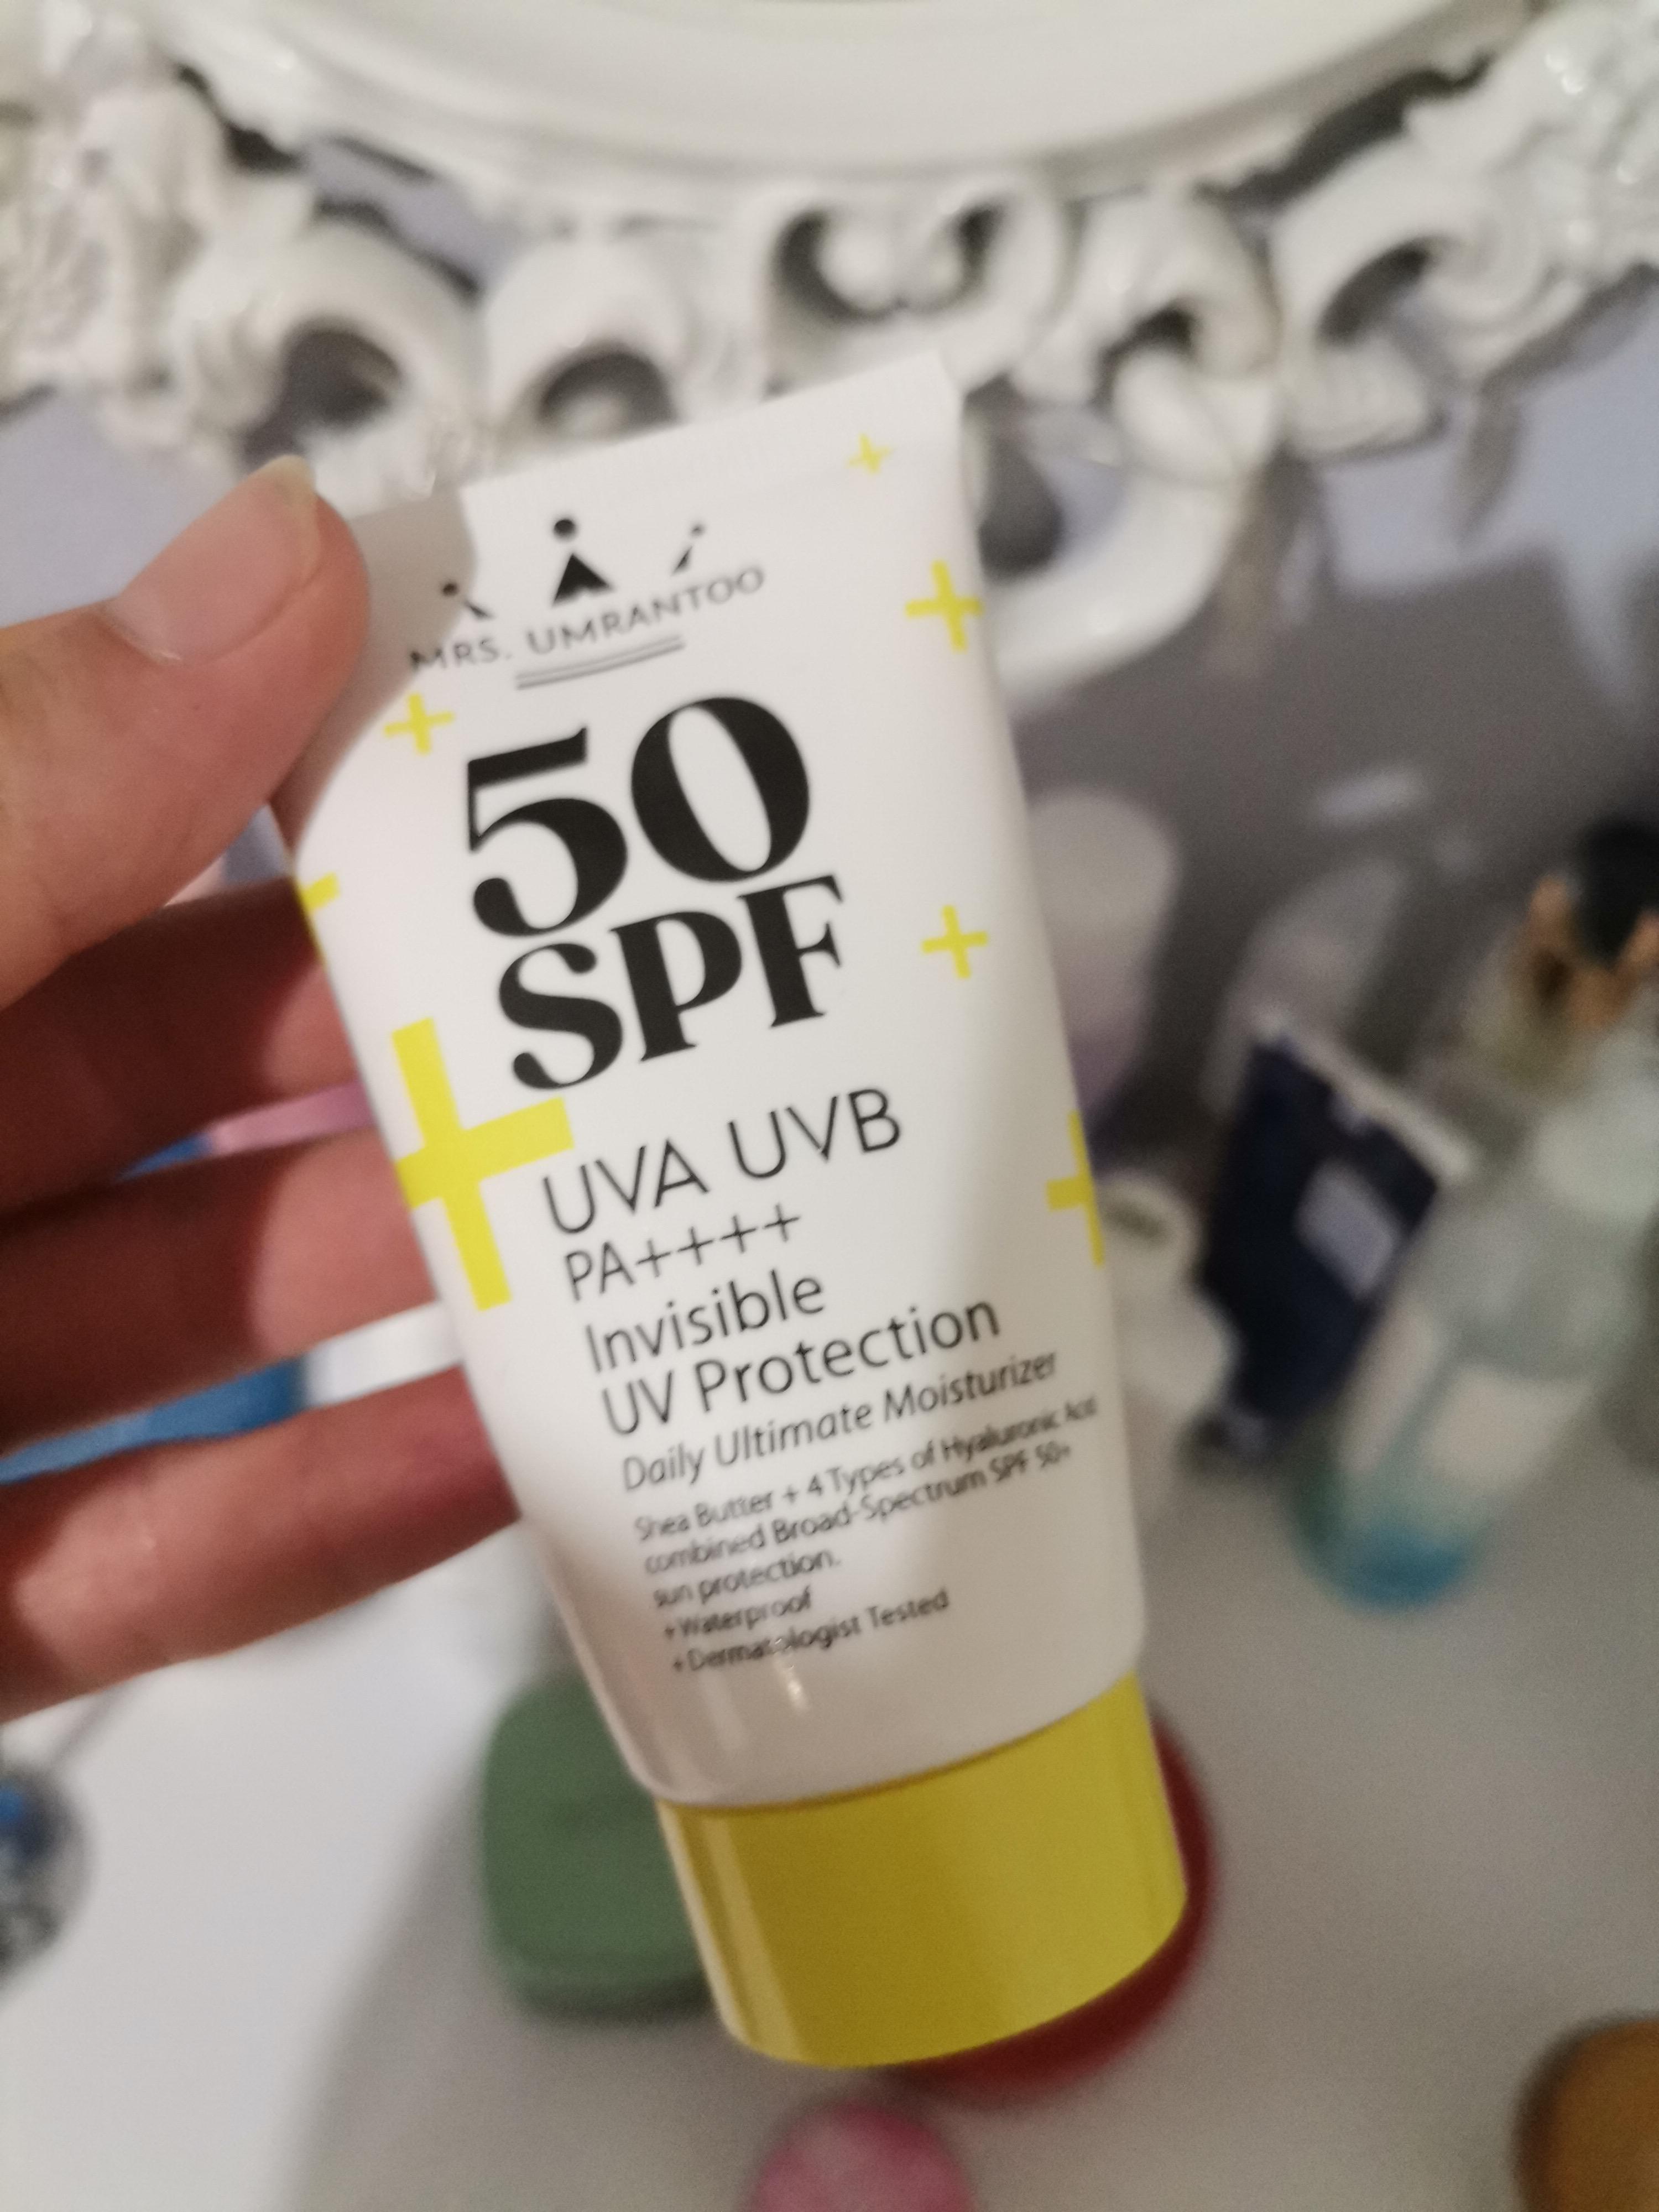 MRS. UMRANTOO
50
SPF
UVA UVB
PA++++
Invisible
UV Protection
Daily Ultimate Moisturizer
Shea Butter + 4 Types of Hyaluronic Acid
combined Broad-Spectrum SPF 50+
sun protection.
+Waterproof
+Dermatologist Tested